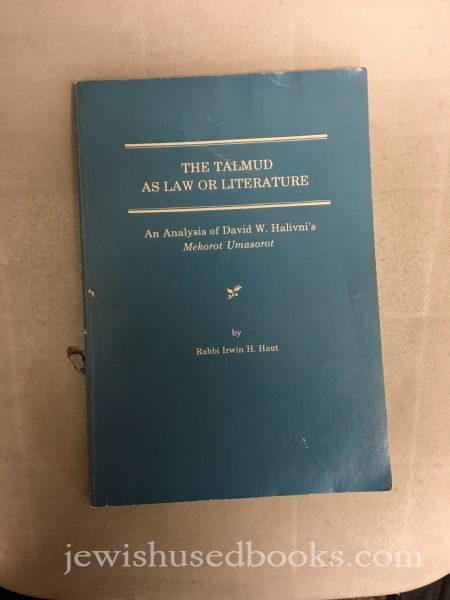 THE TALMUD
AS LAW OR LITERATURE
An Analysis of David W. Halivni's
Mekorot Umasorot
by
Rabbi Irwin H. Haut
jewishusedbooks.com